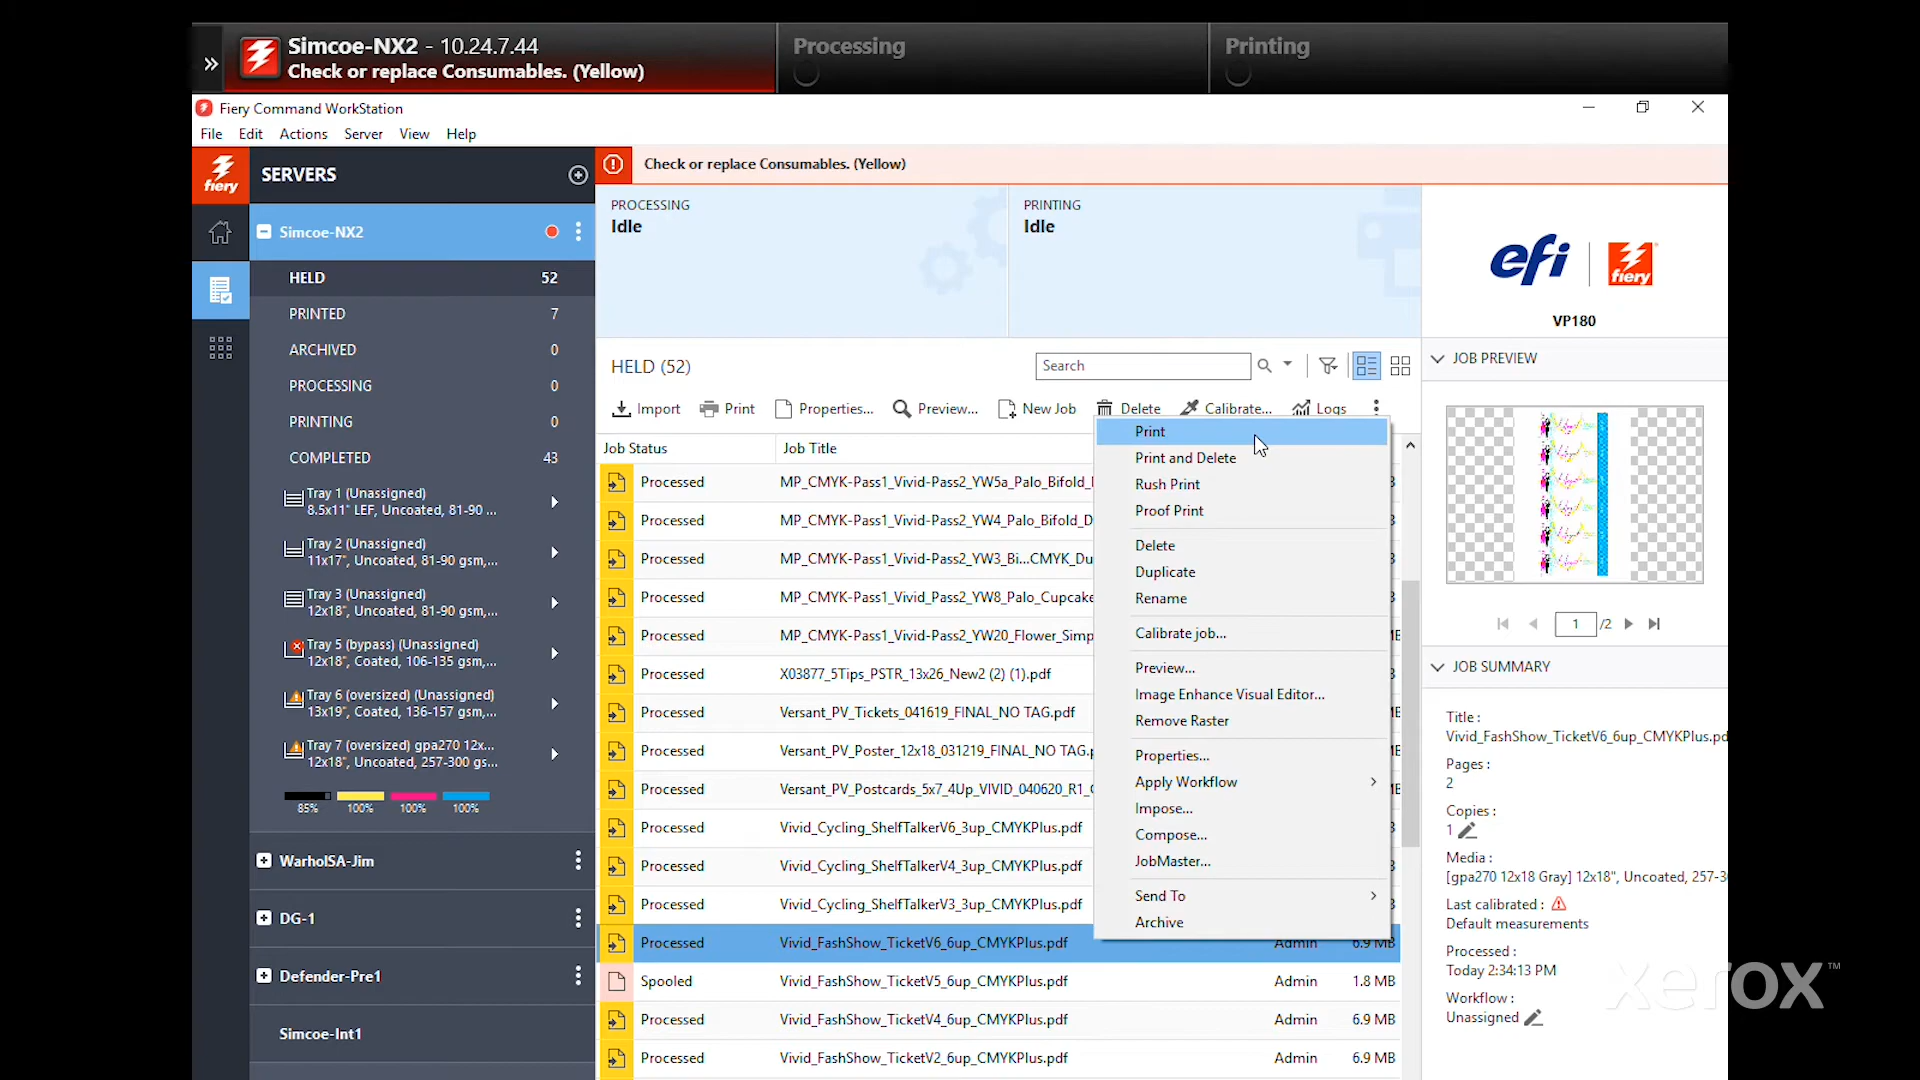 Simcoe-NX2 - 10.24.7.44
Check or replace Consumables. (Yellow)
Processing
Printing
Fiery Command WorkStation
File Edit Actions Server View Help
fiery
SERVERS
Check or replace Consumables. (Yellow)
Simcoe-NX2
HELD 52
PRINTED 7
ARCHIVED 0
PROCESSING 0
PRINTING 0
COMPLETED 43
Tray 1 (Unassigned)
8.5x11" LEF, Uncoated, 81-90 ...
Tray 2 (Unassigned)
11x17", Uncoated, 81-90 gsm,...
Tray 3 (Unassigned)
12x18", Uncoated, 81-90 gsm,...
Tray 5 (bypass) (Unassigned)
12x18", Coated, 106-135 gsm,...
Tray 6 (oversized) (Unassigned)
13x19", Coated, 136-157 gsm,...
Tray 7 (oversized) gpa270 12x...
12x18", Uncoated, 257-300 gs...
85% 100% 100% 100%
WarholSA-Jim
DG-1
Defender-Pre1
Simcoe-Int1
PROCESSING
Idle
PRINTING
Idle
HELD (52)
Search
Import Print Properties... Preview... New Job Delete Calibrate... Logs
Job Status Job Title
Processed MP_CMYK-Pass1_Vivid-Pass2_YW5a_Palo_Bifold_
Processed MP_CMYK-Pass1_Vivid-Pass2_YW4_Palo_Bifold_D
Processed MP_CMYK-Pass1_Vivid-Pass2_YW3_Bi...CMYK_Du
Processed MP_CMYK-Pass1_Vivid_Pass2_YW8_Palo_Cupcake
Processed MP_CMYK-Pass1_Vivid-Pass2_YW20_Flower_Simp
Processed X03877_5Tips_PSTR_13x26_New2 (2) (1).pdf
Processed Versant_PV_Tickets_041619_FINAL_NO TAG.pdf
Processed Versant_PV_Poster_12x18_031219_FINAL_NO TAG.p
Processed Versant_PV_Postcards_5x7_4Up_VIVID_040620_R1_
Processed Vivid_Cycling_ShelfTalkerV6_3up_CMYKPlus.pdf
Processed Vivid_Cycling_ShelfTalkerV4_3up_CMYKPlus.pdf
Processed Vivid_Cycling_ShelfTalkerV3_3up_CMYKPlus.pdf
Processed Vivid_FashShow_TicketV6_6up_CMYKPlus.pdf Admin 6.9 MB
Spooled Vivid_FashShow_TicketV5_6up_CMYKPlus.pdf Admin 1.8 MB
Processed Vivid_FashShow_TicketV4_6up_CMYKPlus.pdf Admin 6.9 MB
Processed Vivid_FashShow_TicketV2_6up_CMYKPlus.pdf Admin 6.9 MB
Print
Print and Delete
Rush Print
Proof Print
Delete
Duplicate
Rename
Calibrate job...
Preview...
Image Enhance Visual Editor...
Remove Raster
Properties...
Apply Workflow
Impose...
Compose...
JobMaster...
Send To
Archive
efi fiery
VP180
JOB PREVIEW
1 /2
JOB SUMMARY
Title :
Vivid_FashShow_TicketV6_6up_CMYKPlus.pd
Pages :
2
Copies :
1
Media :
[gpa270 12x18 Gray] 12x18", Uncoated, 257-3
Last calibrated :
Default measurements
Processed :
Today 2:34:13 PM
Workflow :
Unassigned
xerox™